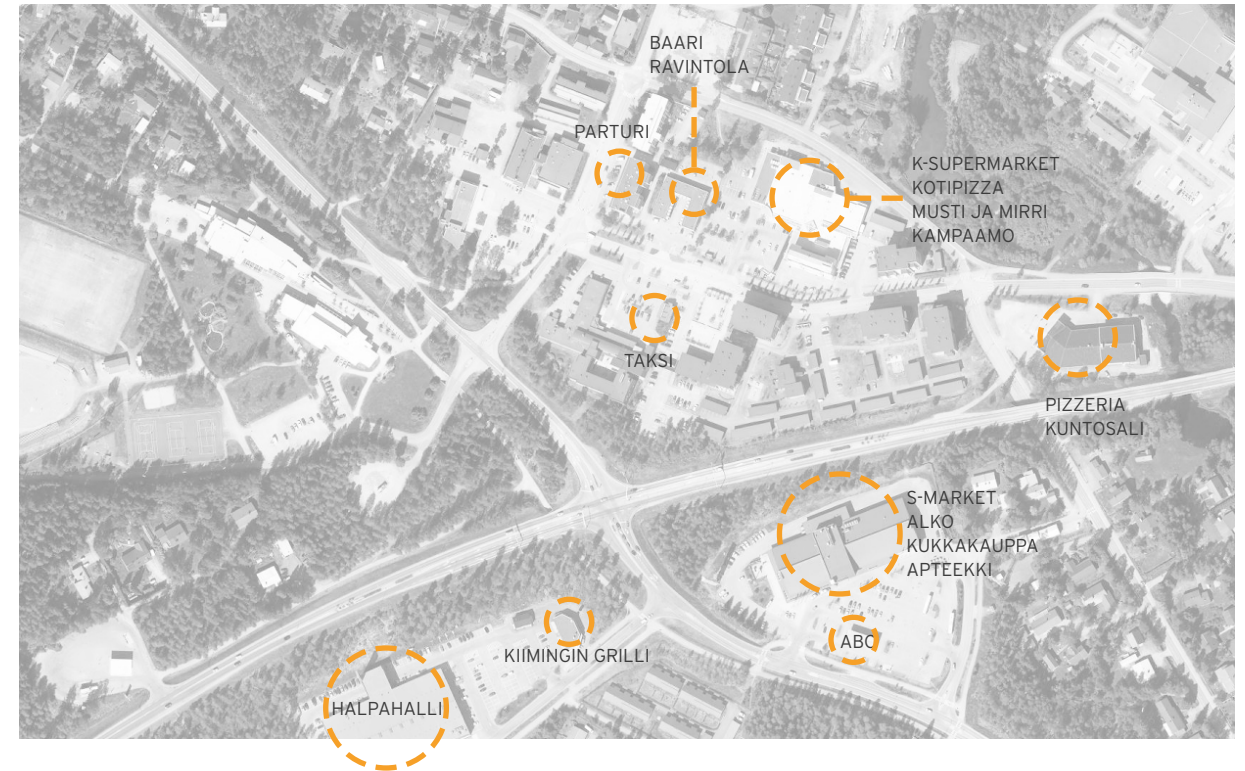 BAARI
RAVINTOLA
PARTURI
K-SUPERMARKET
KOTIPIZZA
MUSTI JA MIRRI
KAMPAAMO
TAKSI
PIZZERIA
KUNTOSALI
S-MARKET
ALKO
KUKKAKAUPPA
APTEEKKI
ABC
KIIMINGIN GRILLI
HALPAHALLI